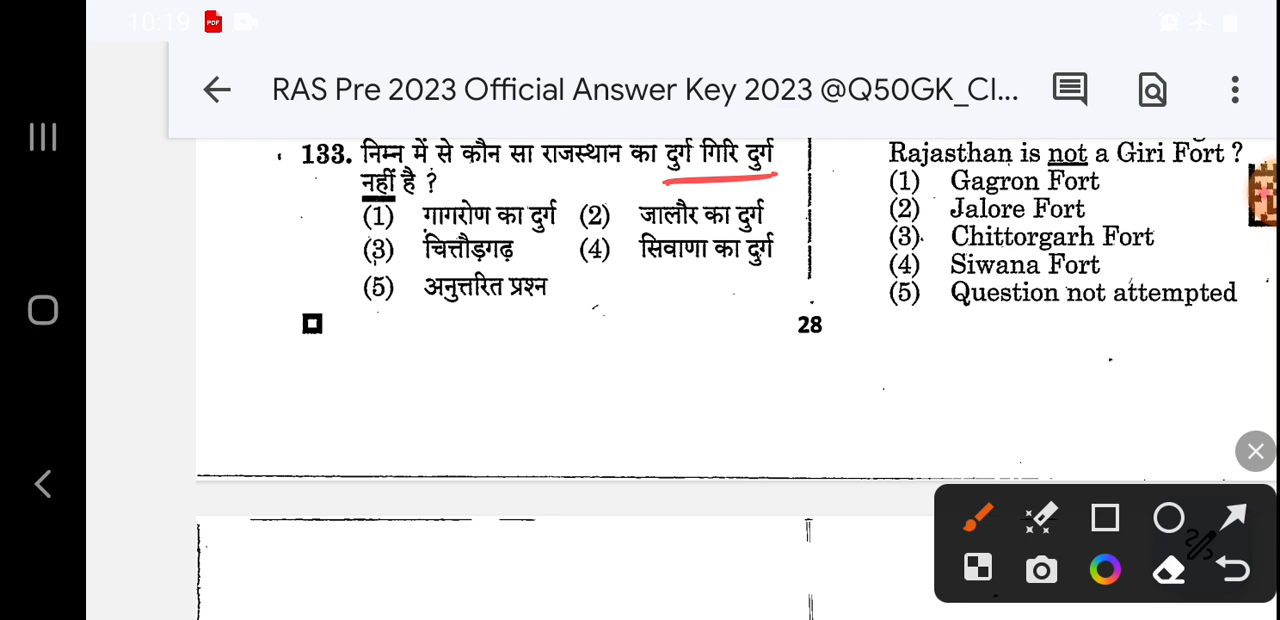 10:19
PDF
RAS Pre 2023 Official Answer Key 2023 @Q50GK_Cl...
133. निम्न में से कौन सा राजस्थान का दुर्ग गिरि दुर्ग
नहीं है ?
(1) गागरोण का दुर्ग (2) जालौर का दुर्ग
(3) चित्तौड़गढ़ (4) सिवाणा का दुर्ग
(5) अनुत्तरित प्रश्न
Rajasthan is not a Giri Fort ?
(1) Gagron Fort
(2) Jalore Fort
(3) Chittorgarh Fort
(4) Siwana Fort
(5) Question not attempted
28